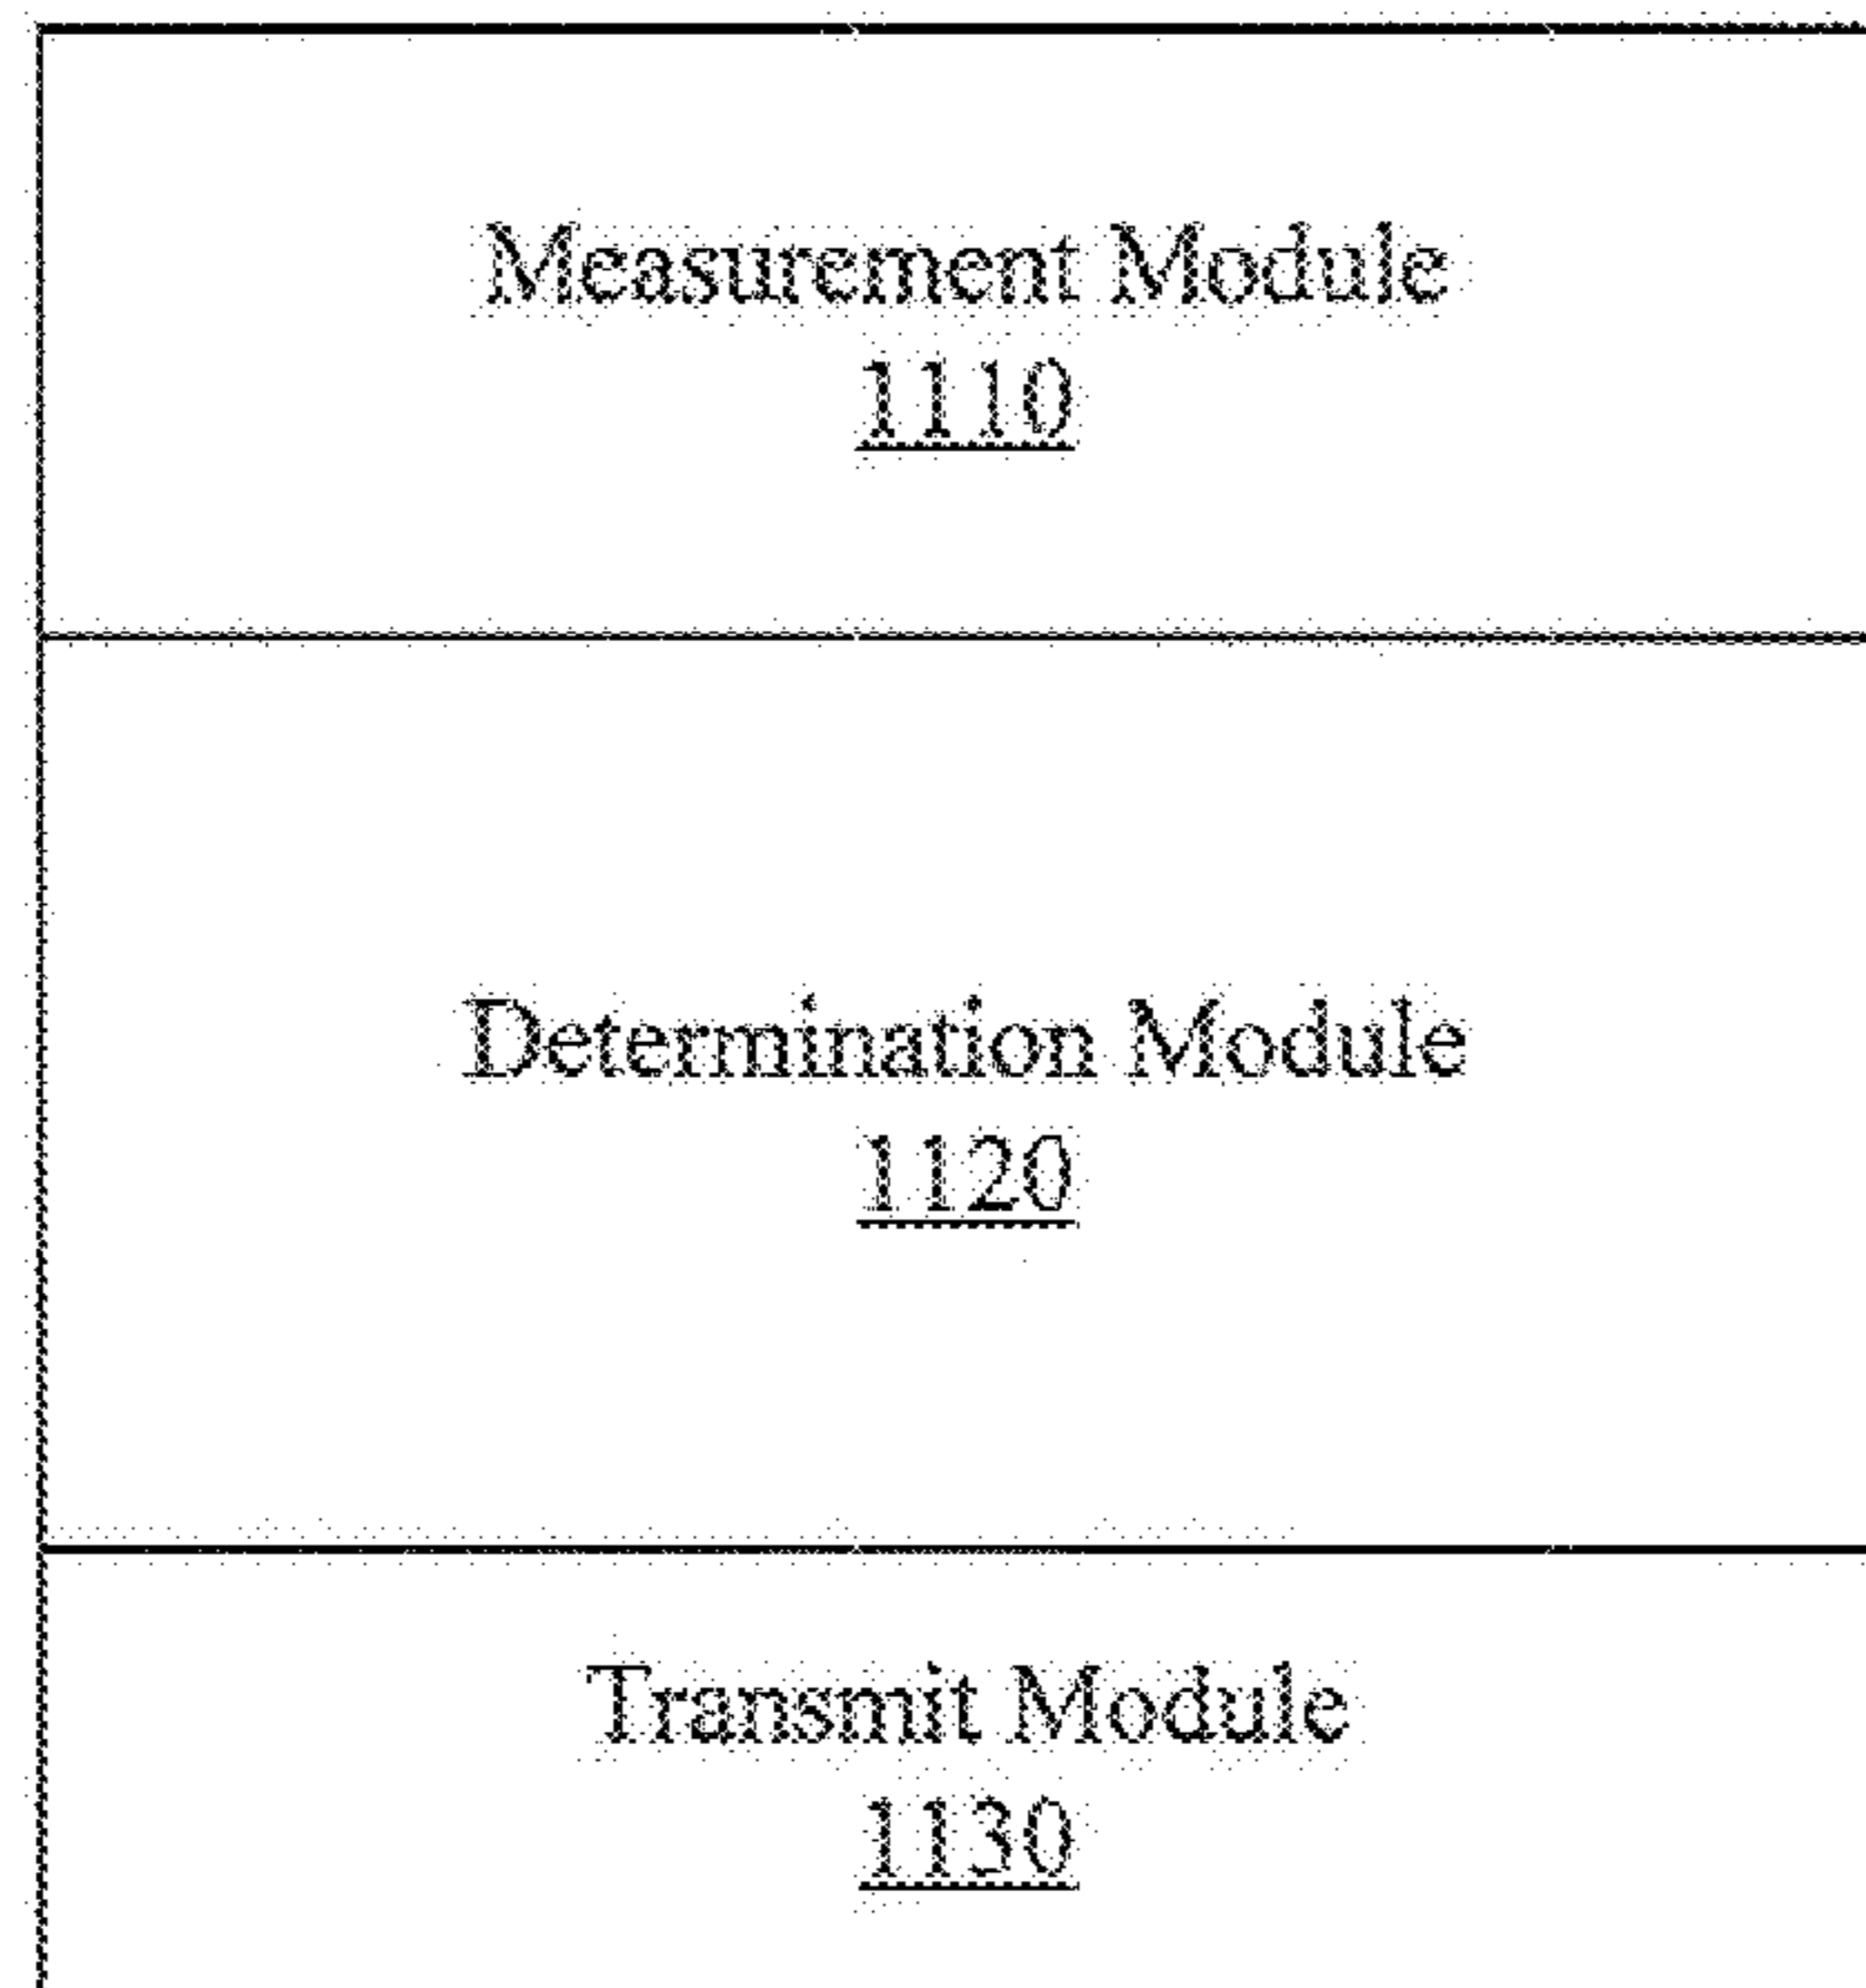 Measurement Module
1110
Determination Module
1120
Transmit Module
1130